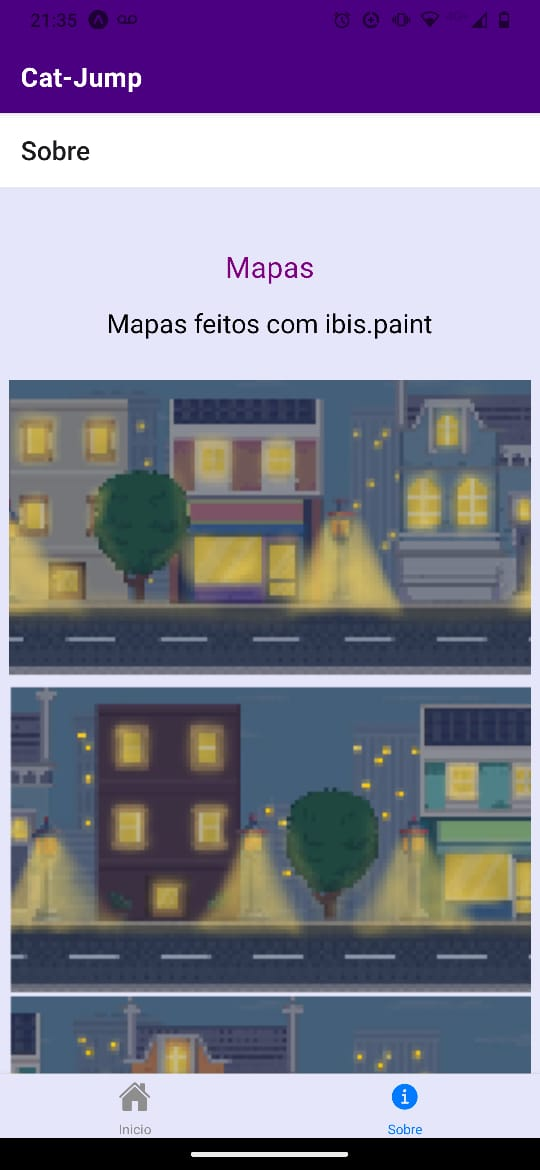 21:35
Cat-Jump
Sobre
Mapas
Mapas feitos com ibis.paint
Inicio
Sobre